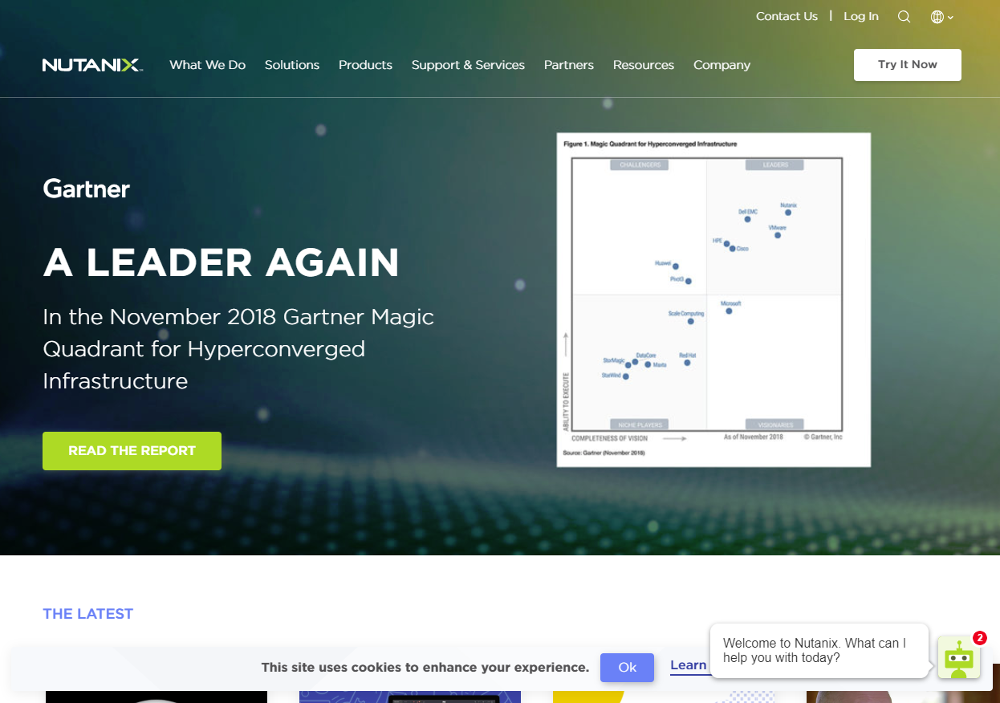 Contact Us | Log In
NUTANIX
What We Do Solutions Products Support & Services Partners Resources Company
Try It Now
Gartner
A LEADER AGAIN
In the November 2018 Gartner Magic
Quadrant for Hyperconverged
Infrastructure
READ THE REPORT
Figure 1. Magic Quadrant for Hyperconverged Infrastructure
CHALLENGERS LEADERS
Nutanix
Dell EMC
VMware
HPE
Cisco
Huawei
Pivot3
Microsoft
Scale Computing
DataCore
Red Hat
StorMagic
Maxta
StarWind
NICHE PLAYERS VISIONARIES
ABILITY TO EXECUTE
COMPLETENESS OF VISION
As of November 2018 © Gartner, Inc
Source: Gartner (November 2018)
THE LATEST
Welcome to Nutanix. What can I
help you with today?
2
This site uses cookies to enhance your experience.
Ok
Learn